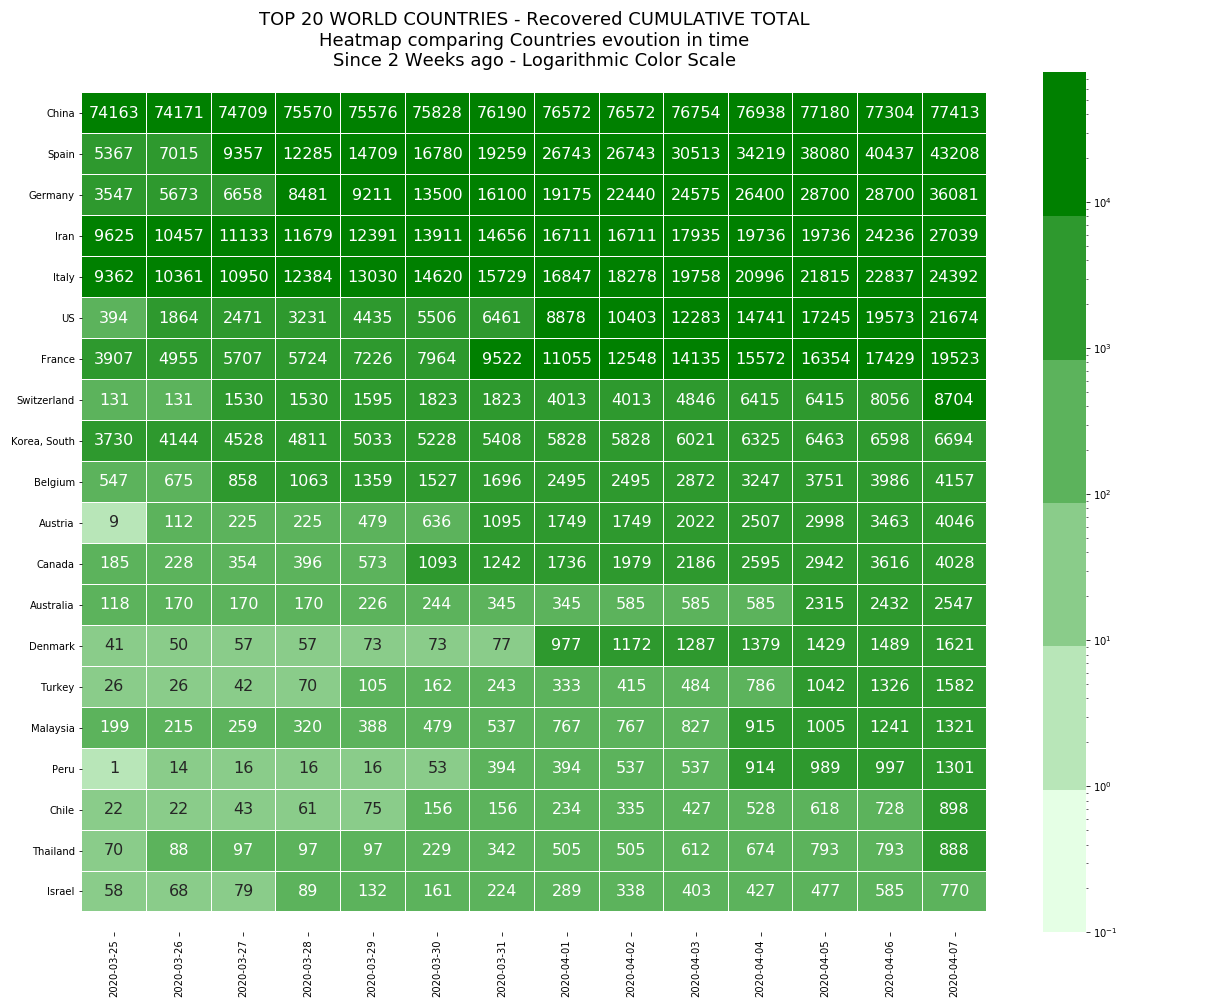 TOP 20 WORLD COUNTRIES - Recovered CUMULATIVE TOTAL
Heatmap comparing Countries evoution in time
Since 2 Weeks ago - Logarithmic Color Scale
China 74163 74171 74709 75570 75576 75828 76190 76572 76572 76754 76938 77180 77304 77413
Spain 5367 7015 9357 12285 14709 16780 19259 26743 26743 30513 34219 38080 40437 43208
Germany 3547 5673 6658 8481 9211 13500 16100 19175 22440 24575 26400 28700 28700 36081
Iran 9625 10457 11133 11679 12391 13911 14656 16711 16711 17935 19736 19736 24236 27039
Italy 9362 10361 10950 12384 13030 14620 15729 16847 18278 19758 20996 21815 22837 24392
US 394 1864 2471 3231 4435 5506 6461 8878 10403 12283 14741 17245 19573 21674
France 3907 4955 5707 5724 7226 7964 9522 11055 12548 14135 15572 16354 17429 19523
Switzerland 131 131 1530 1530 1595 1823 1823 4013 4013 4846 6415 6415 8056 8704
Korea, South 3730 4144 4528 4811 5033 5228 5408 5828 5828 6021 6325 6463 6598 6694
Belgium 547 675 858 1063 1359 1527 1696 2495 2495 2872 3247 3751 3986 4157
Austria 9 112 225 225 479 636 1095 1749 1749 2022 2507 2998 3463 4046
Canada 185 228 354 396 573 1093 1242 1736 1979 2186 2595 2942 3616 4028
Australia 118 170 170 170 226 244 345 345 585 585 585 2315 2432 2547
Denmark 41 50 57 57 73 73 77 977 1172 1287 1379 1429 1489 1621
Turkey 26 26 42 70 105 162 243 333 415 484 786 1042 1326 1582
Malaysia 199 215 259 320 388 479 537 767 767 827 915 1005 1241 1321
Peru 1 14 16 16 16 53 394 394 537 537 914 989 997 1301
Chile 22 22 43 61 75 156 156 234 335 427 528 618 728 898
Thailand 70 88 97 97 97 229 342 505 505 612 674 793 793 888
Israel 58 68 79 89 132 161 224 289 338 403 427 477 585 770
2020-03-25 2020-03-26 2020-03-27 2020-03-28 2020-03-29 2020-03-30 2020-03-31 2020-04-01 2020-04-02 2020-04-03 2020-04-04 2020-04-05 2020-04-06 2020-04-07
10⁴
10³
10²
10¹
10⁰
10⁻¹